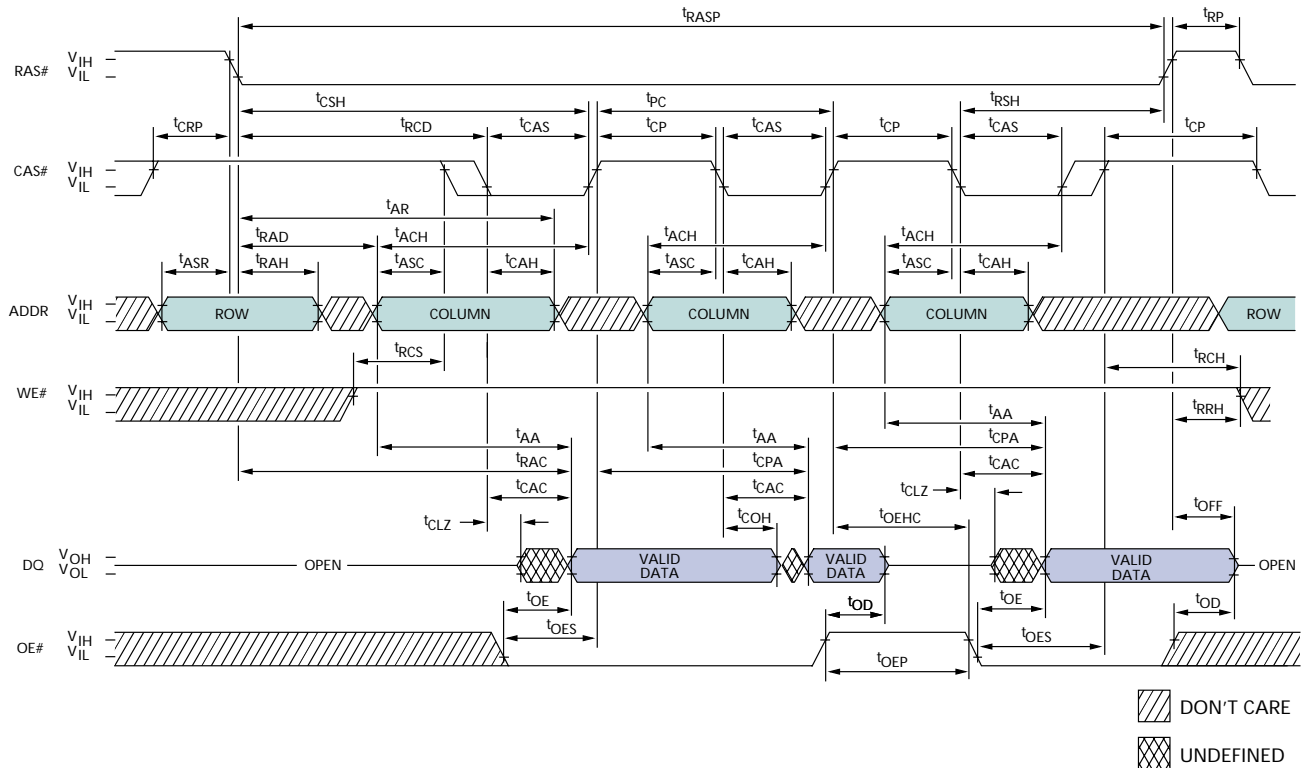 tRASP tRP
RAS# VIH
VIL
tCSH tPC tRSH
tCRP tRCD tCAS tCP tCAS tCP tCAS tCP
CAS# VIH
VIL
tAR
tRAD tACH tACH tACH
tASR tRAH tASC tCAH tASC tCAH tASC tCAH
ADDR VIH
VIL
ROW COLUMN COLUMN COLUMN ROW
tRCS tRCH
WE# VIH
VIL
tRRH
tAA tAA tAA
tRAC tCPA tCPA
tCAC tCAC tCAC
tCLZ tCOH tOEHC tCLZ tOFF
DQ VOH
VOL
OPEN VALID
DATA VALID
DATA VALID
DATA OPEN
tOE tOD tOE tOD
tOES tOES
OE# VIH
VIL
tOEP
DON'T CARE
UNDEFINED